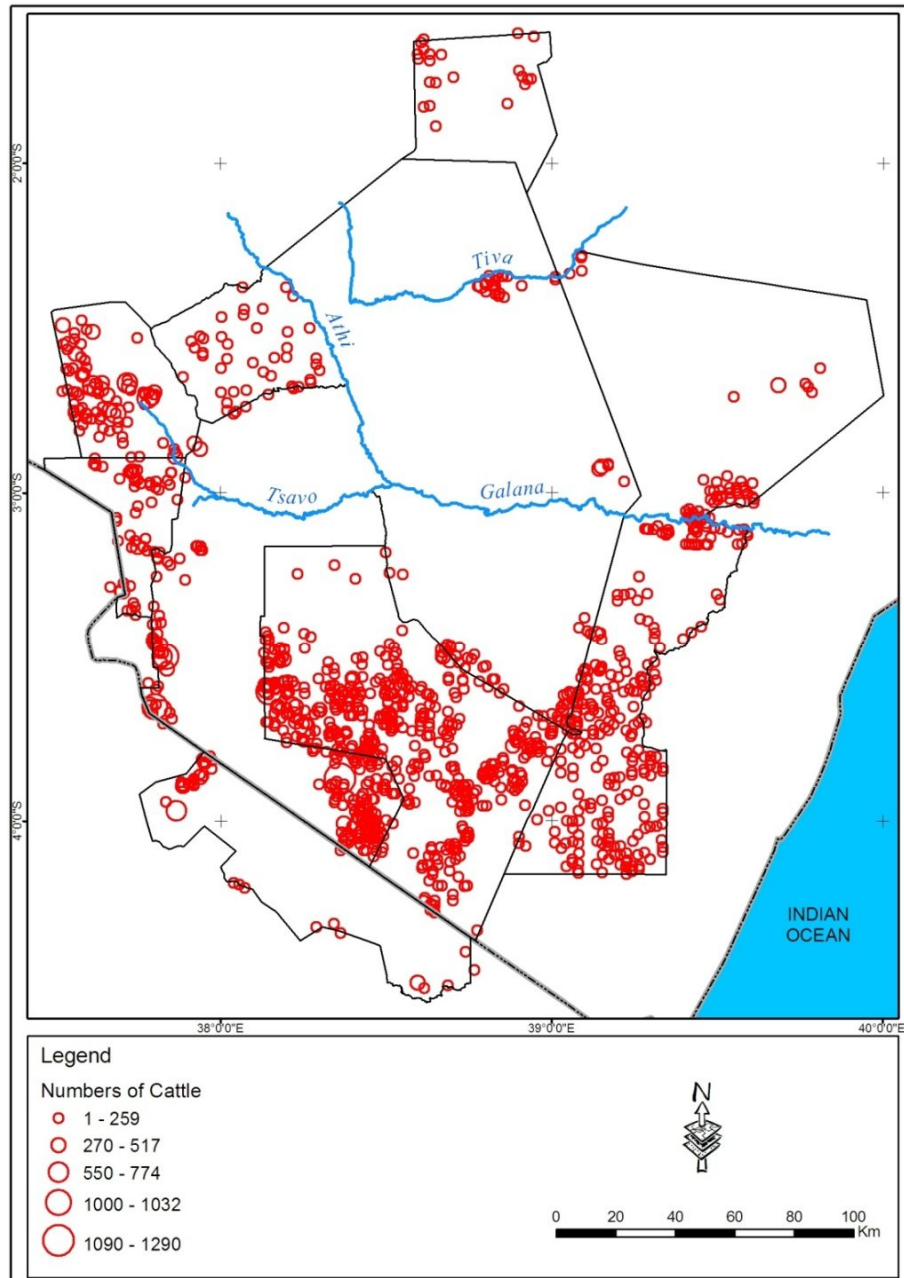 2°0'0"S
Tiva
Athi
3°0'0"S
Tsavo
Galana
4°0'0"S
INDIAN
OCEAN
38°0'0"E
39°0'0"E
40°0'0"E
Legend
Numbers of Cattle
1 - 259
270 - 517
550 - 774
1000 - 1032
1090 - 1290
N
0 20 40 60 80 100
Km